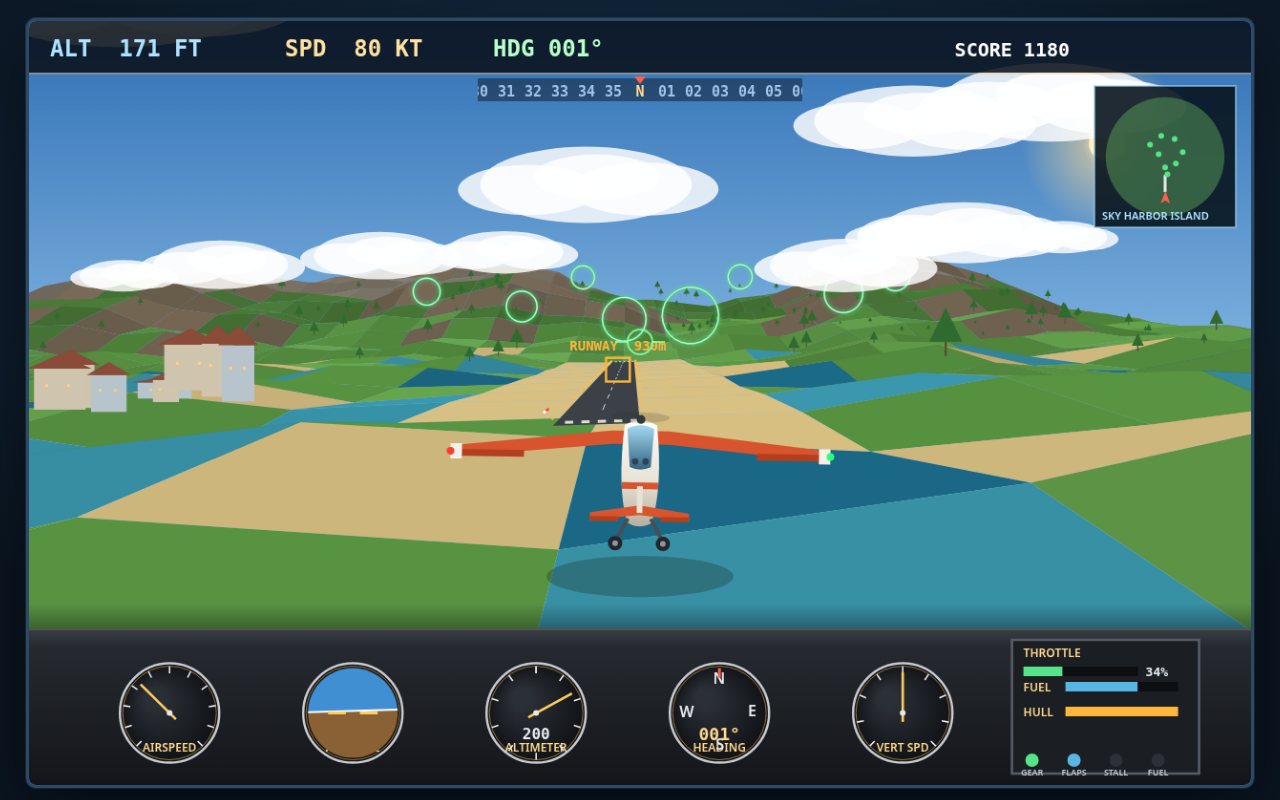 ALT 171 FT SPD 80 KT HDG 001° SCORE 1180
31 32 33 34 35 N 01 02 03 04 05
SKY HARBOR ISLAND
RUNWAY 930m
THROTTLE
34%
FUEL
HULL
N
W E
S
200
001°
AIRSPEED ALTIMETER HEADING VERT SPD
GEAR FLAPS STALL FUEL